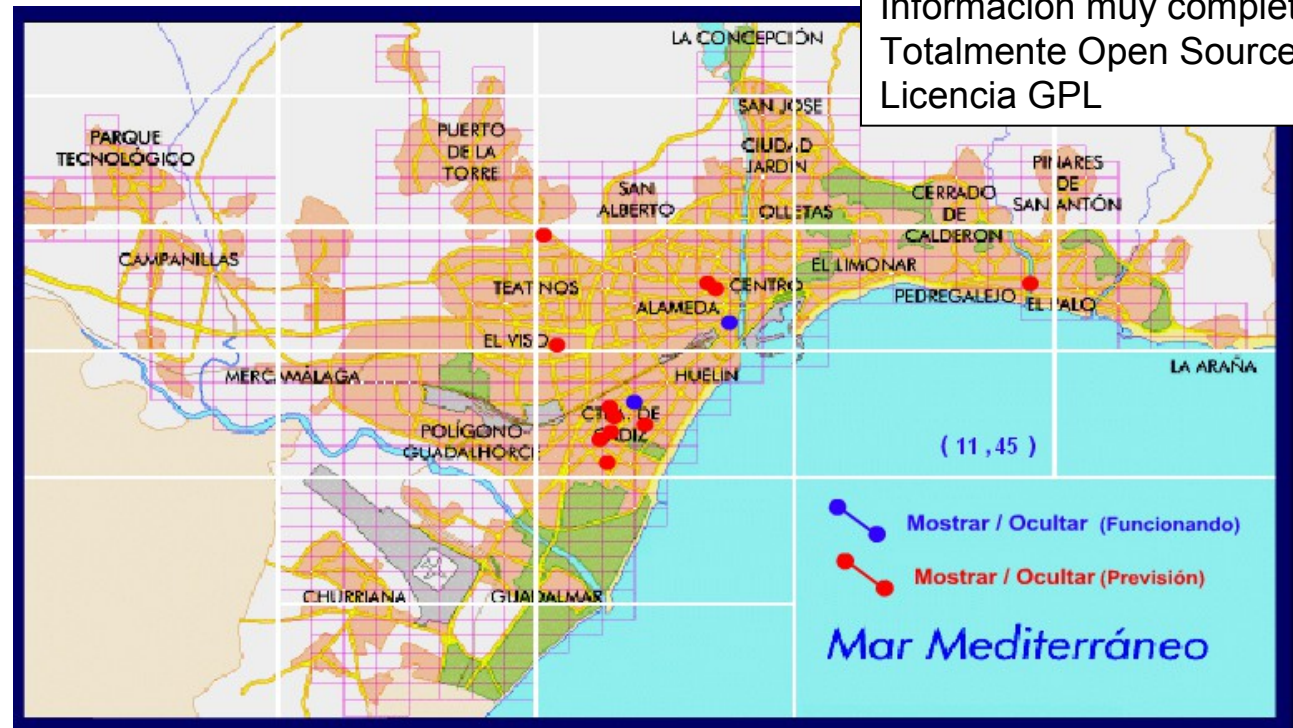 Información muy complet
Totalmente Open Source
Licencia GPL
LA CONCEPCIÓN
SAN JOSE
PARQUE
TECNOLÓGICO
PUERTO
DE LA
TORRE
CIUDAD
JARDÍN
PINARES
DE
SAN ANTÓN
SAN
ALBERTO
OLLETAS
CERRADO
DE
CALDERON
CAMPANILLAS
TEATINOS
EL LIMONAR
CENTRO
ALAMEDA
PEDREGALEJO
EL PALO
EL VISO
LA ARAÑA
MERCAMÁLAGA
HUELIN
CTRA. DE
CÁDIZ
POLÍGONO
GUADALHORCE
( 11 ,45 )
Mostrar / Ocultar (Funcionando)
Mostrar / Ocultar (Previsión)
CHURRIANA
GUADALMAR
Mar Mediterráneo